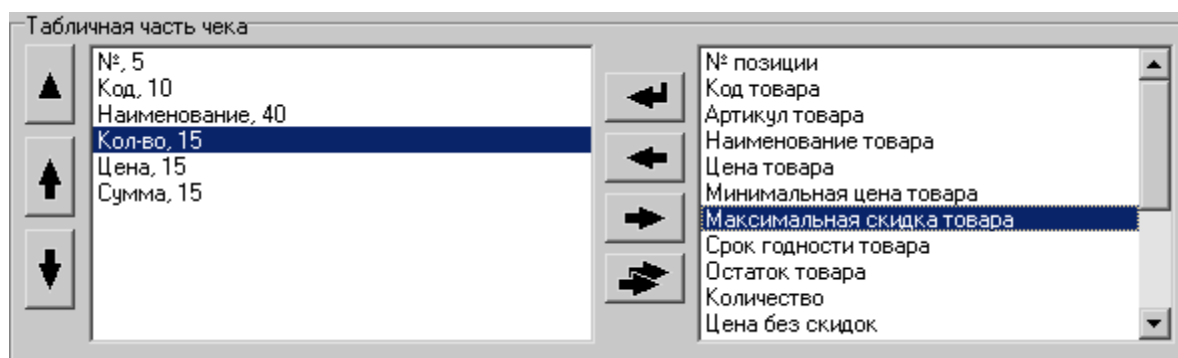 Табличная часть чека
№, 5
Код, 10
Наименование, 40
Кол-во, 15
Цена, 15
Сумма, 15
№ позиции
Код товара
Артикул товара
Наименование товара
Цена товара
Минимальная цена товара
Максимальная скидка товара
Срок годности товара
Остаток товара
Количество
Цена без скидок